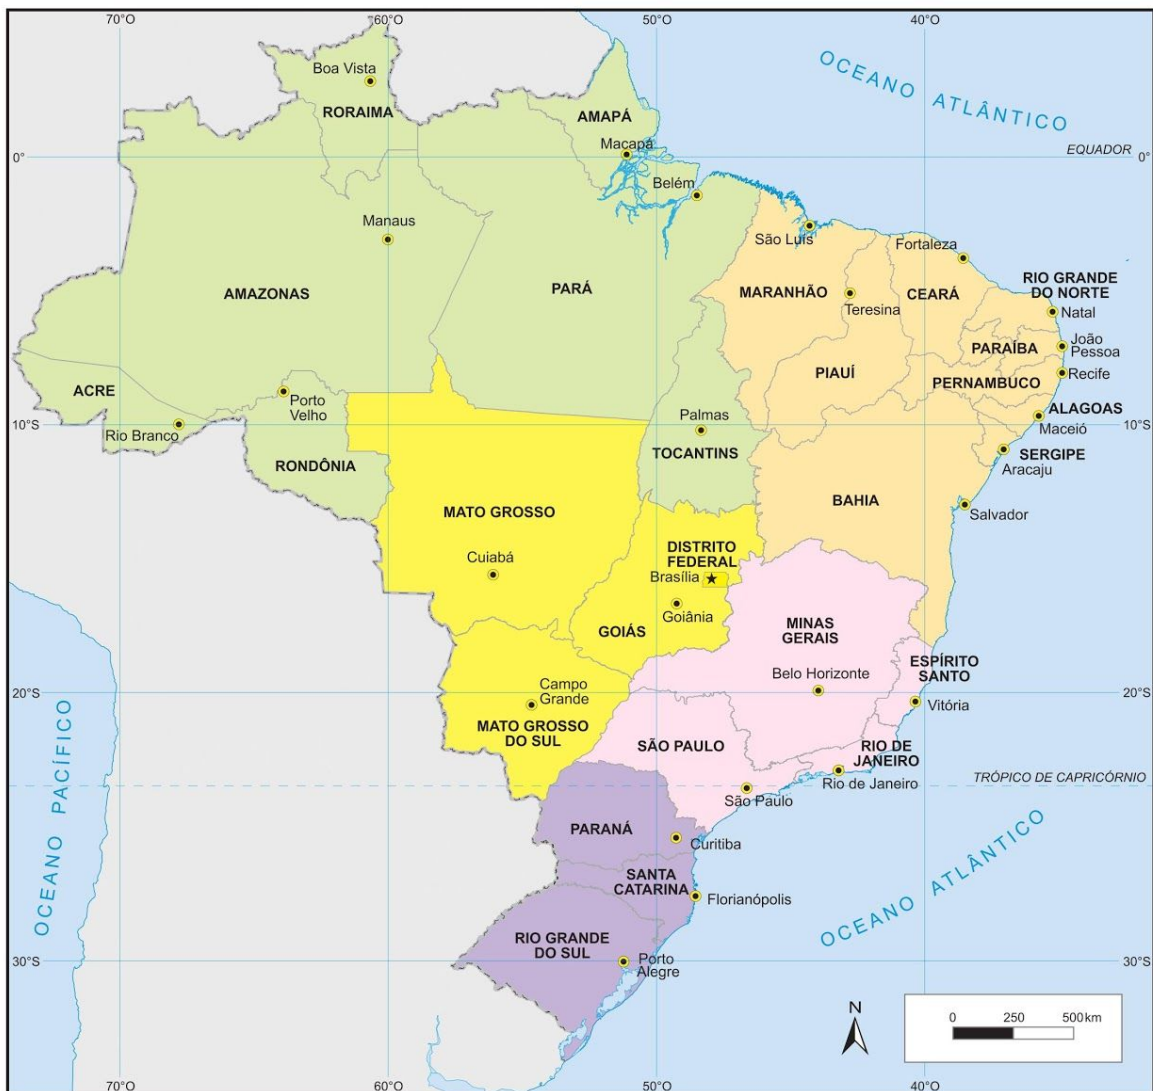 70°O
60°O
50°O
40°O
OCEANO ATLÂNTICO
Boa Vista
RORAIMA
AMAPÁ
Macapá
EQUADOR
0°
0°
Belém
Manaus
São Luís
Fortaleza
AMAZONAS
PARÁ
MARANHÃO
CEARÁ
RIO GRANDE
DO NORTE
Teresina
Natal
PARAÍBA
João
Pessoa
PIAUÍ
PERNAMBUCO
Recife
ACRE
Porto
Velho
Rio Branco
Palmas
ALAGOAS
Maceió
10°S
10°S
RONDÔNIA
TOCANTINS
SERGIPE
Aracaju
BAHIA
MATO GROSSO
Salvador
Cuiabá
DISTRITO
FEDERAL
Brasília
Goiânia
GOIÁS
MINAS
GERAIS
Belo Horizonte
ESPÍRITO
SANTO
Vitória
20°S
20°S
Campo
Grande
MATO GROSSO
DO SUL
SÃO PAULO
RIO DE
JANEIRO
Rio de Janeiro
São Paulo
TRÓPICO DE CAPRICÓRNIO
OCEANO PACÍFICO
PARANÁ
Curitiba
SANTA
CATARINA
Florianópolis
OCEANO ATLÂNTICO
RIO GRANDE
DO SUL
Porto
Alegre
30°S
30°S
N
0 250 500 km
70°O
60°O
50°O
40°O